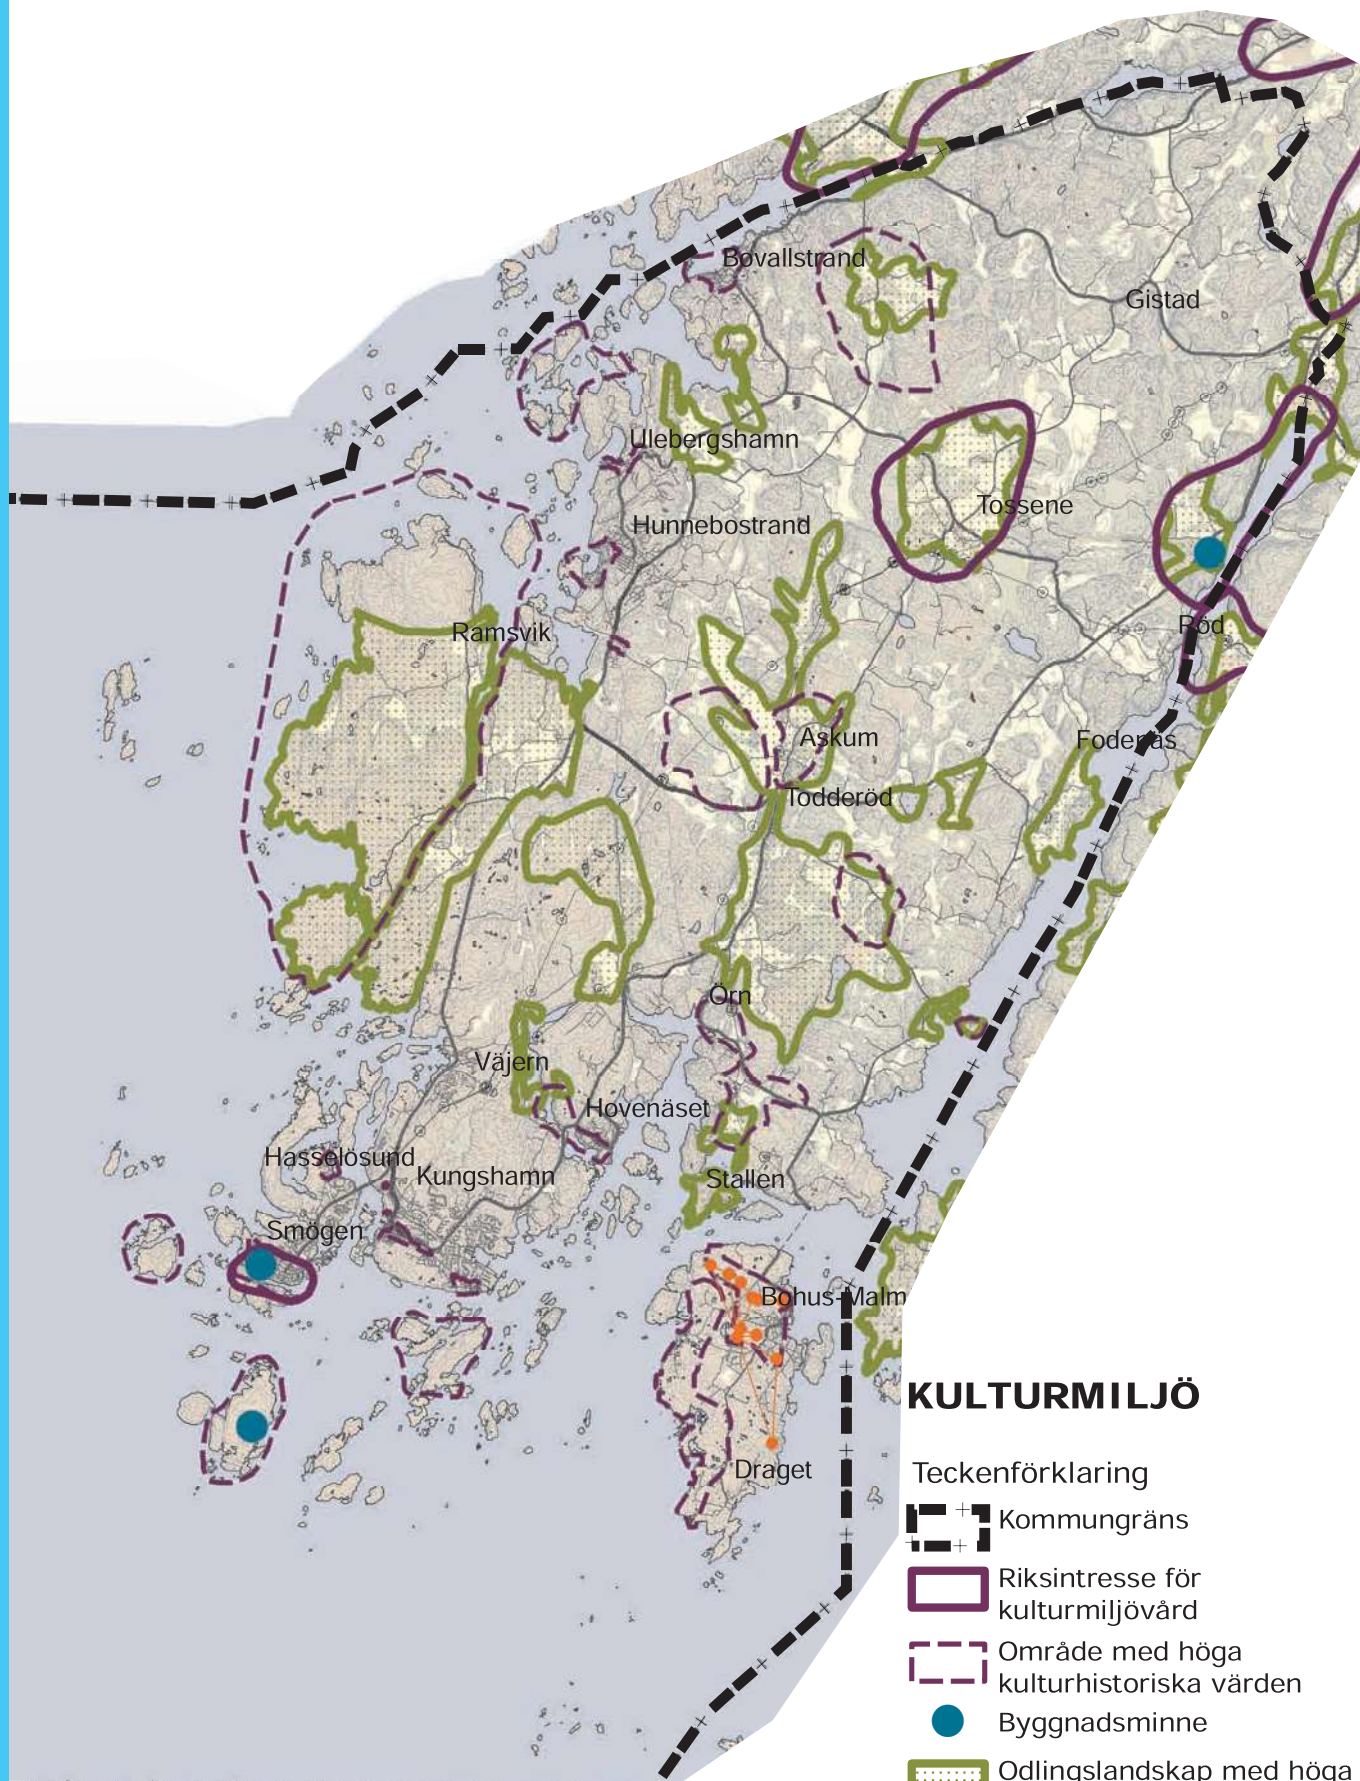 Bovallstrand
Gistad
Ulebergshamn
Tossene
Hunnebostrand
Ramsvik
Röd
Askum
Fodenäs
Todderöd
Örn
Väjern
Hovenäset
Hasselösund
Kungshamn
Stallen
Smögen
Bohus-Malm
Draget
KULTURMILJÖ
Teckenförklaring
Kommungräns
Riksintresse för
kulturmiljövård
Område med höga
kulturhistoriska värden
Byggnadsminne
Odlingslandskap med höga